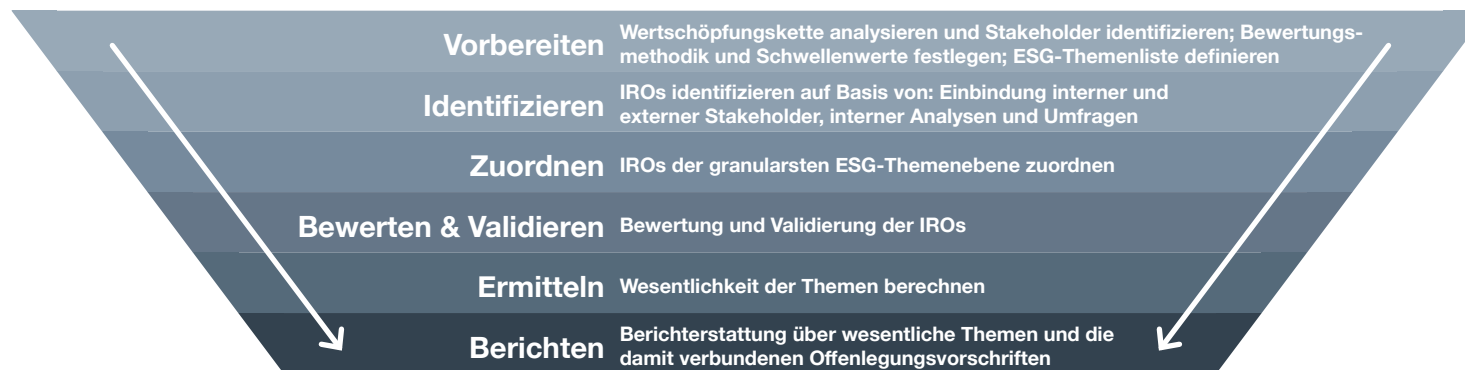 Vorbereiten
Wertschöpfungskette analysieren und Stakeholder identifizieren; Bewertungs-
methodik und Schwellenwerte festlegen; ESG-Themenliste definieren
Identifizieren
IROs identifizieren auf Basis von: Einbindung interner und
externer Stakeholder, interner Analysen und Umfragen
Zuordnen
IROs der granularsten ESG-Themenebene zuordnen
Bewerten & Validieren
Bewertung und Validierung der IROs
Ermitteln
Wesentlichkeit der Themen berechnen
Berichten
Berichterstattung über wesentliche Themen und die
damit verbundenen Offenlegungsvorschriften